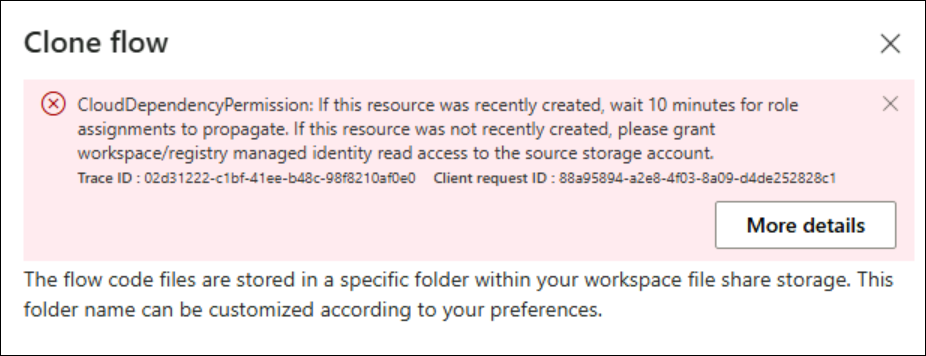 Clone flow
CloudDependencyPermission: If this resource was recently created, wait 10 minutes for role
assignments to propagate. If this resource was not recently created, please grant
workspace/registry managed identity read access to the source storage account.
Trace ID : 02d31222-c1bf-41ee-b48c-98f8210af0e0 Client request ID : 88a95894-a2e8-4f03-8a09-d4de252828c1
More details
The flow code files are stored in a specific folder within your workspace file share storage. This
folder name can be customized according to your preferences.